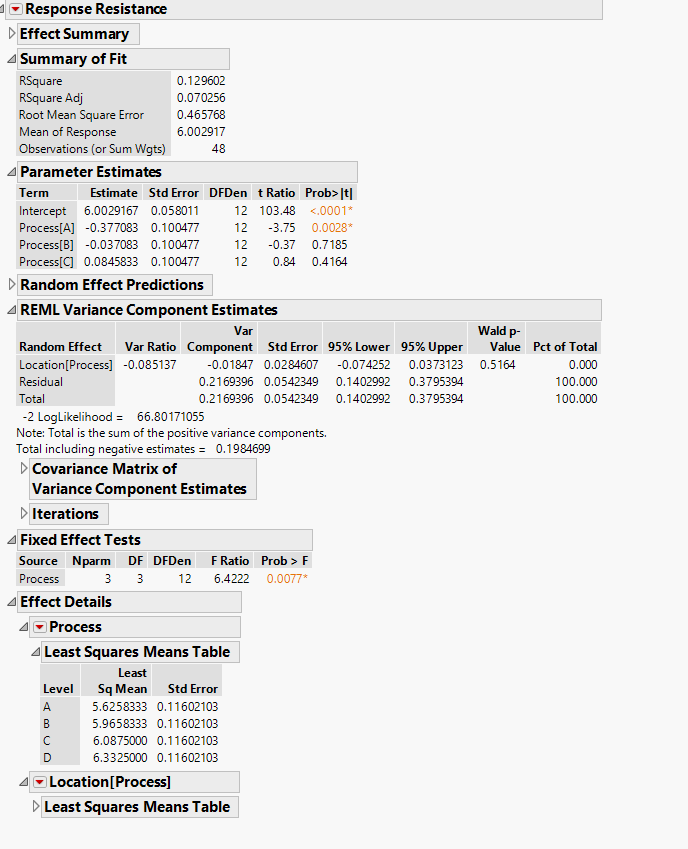 Response Resistance
Effect Summary
Summary of Fit
RSquare 0.129602
RSquare Adj 0.070256
Root Mean Square Error 0.465768
Mean of Response 6.002917
Observations (or Sum Wgts) 48
Parameter Estimates
Term Estimate Std Error DFDen t Ratio Prob>|t|
Intercept 6.0029167 0.058011 12 103.48 <.0001*
Process[A] -0.377083 0.100477 12 -3.75 0.0028*
Process[B] -0.037083 0.100477 12 -0.37 0.7185
Process[C] 0.0845833 0.100477 12 0.84 0.4164
Random Effect Predictions
REML Variance Component Estimates
Var Wald p-
Random Effect Var Ratio Component Std Error 95% Lower 95% Upper Value Pct of Total
Location[Process] -0.085137 -0.01847 0.0284607 -0.074252 0.0373123 0.5164 0.000
Residual 0.2169396 0.0542349 0.1402992 0.3795394 100.000
Total 0.2169396 0.0542349 0.1402992 0.3795394 100.000
-2 LogLikelihood = 66.80171055
Note: Total is the sum of the positive variance components.
Total including negative estimates = 0.1984699
Covariance Matrix of
Variance Component Estimates
Iterations
Fixed Effect Tests
Source Nparm DF DFDen F Ratio Prob > F
Process 3 3 12 6.4222 0.0077*
Effect Details
Process
Least Squares Means Table
Least
Level Sq Mean Std Error
A 5.6258333 0.11602103
B 5.9658333 0.11602103
C 6.0875000 0.11602103
D 6.3325000 0.11602103
Location[Process]
Least Squares Means Table